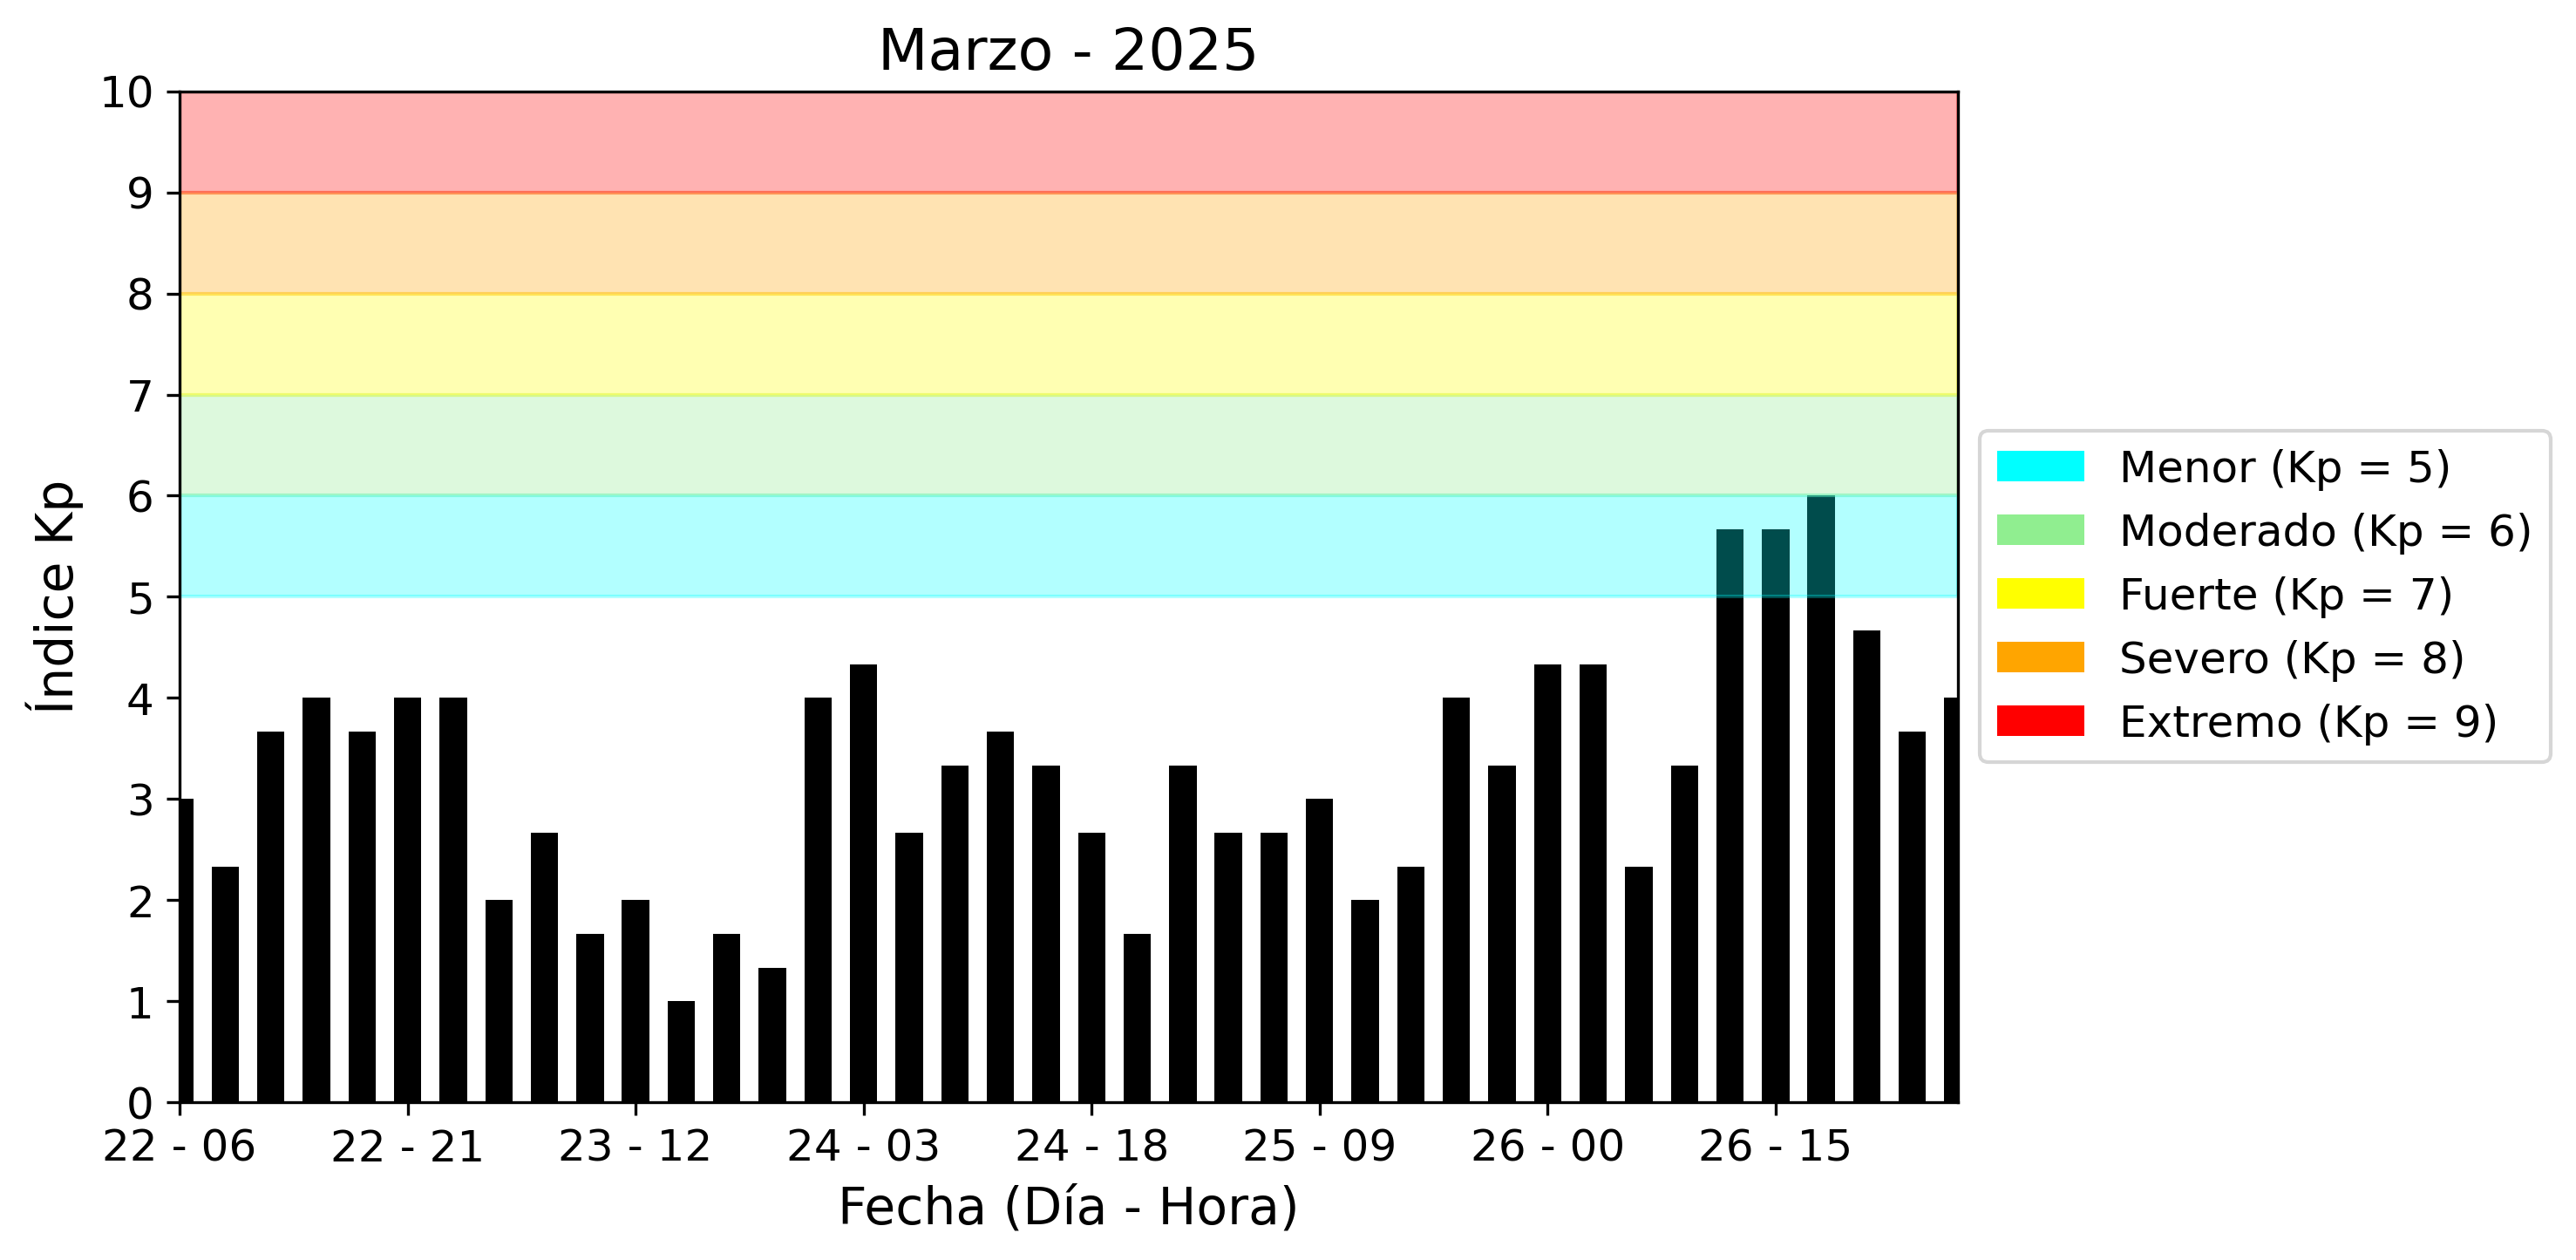 Marzo - 2025
10
9
8
7
6
5
4
3
2
1
0
Índice Kp
22 - 06
22 - 21
23 - 12
24 - 03
24 - 18
25 - 09
26 - 00
26 - 15
Fecha (Día - Hora)
Menor (Kp = 5)
Moderado (Kp = 6)
Fuerte (Kp = 7)
Severo (Kp = 8)
Extremo (Kp = 9)